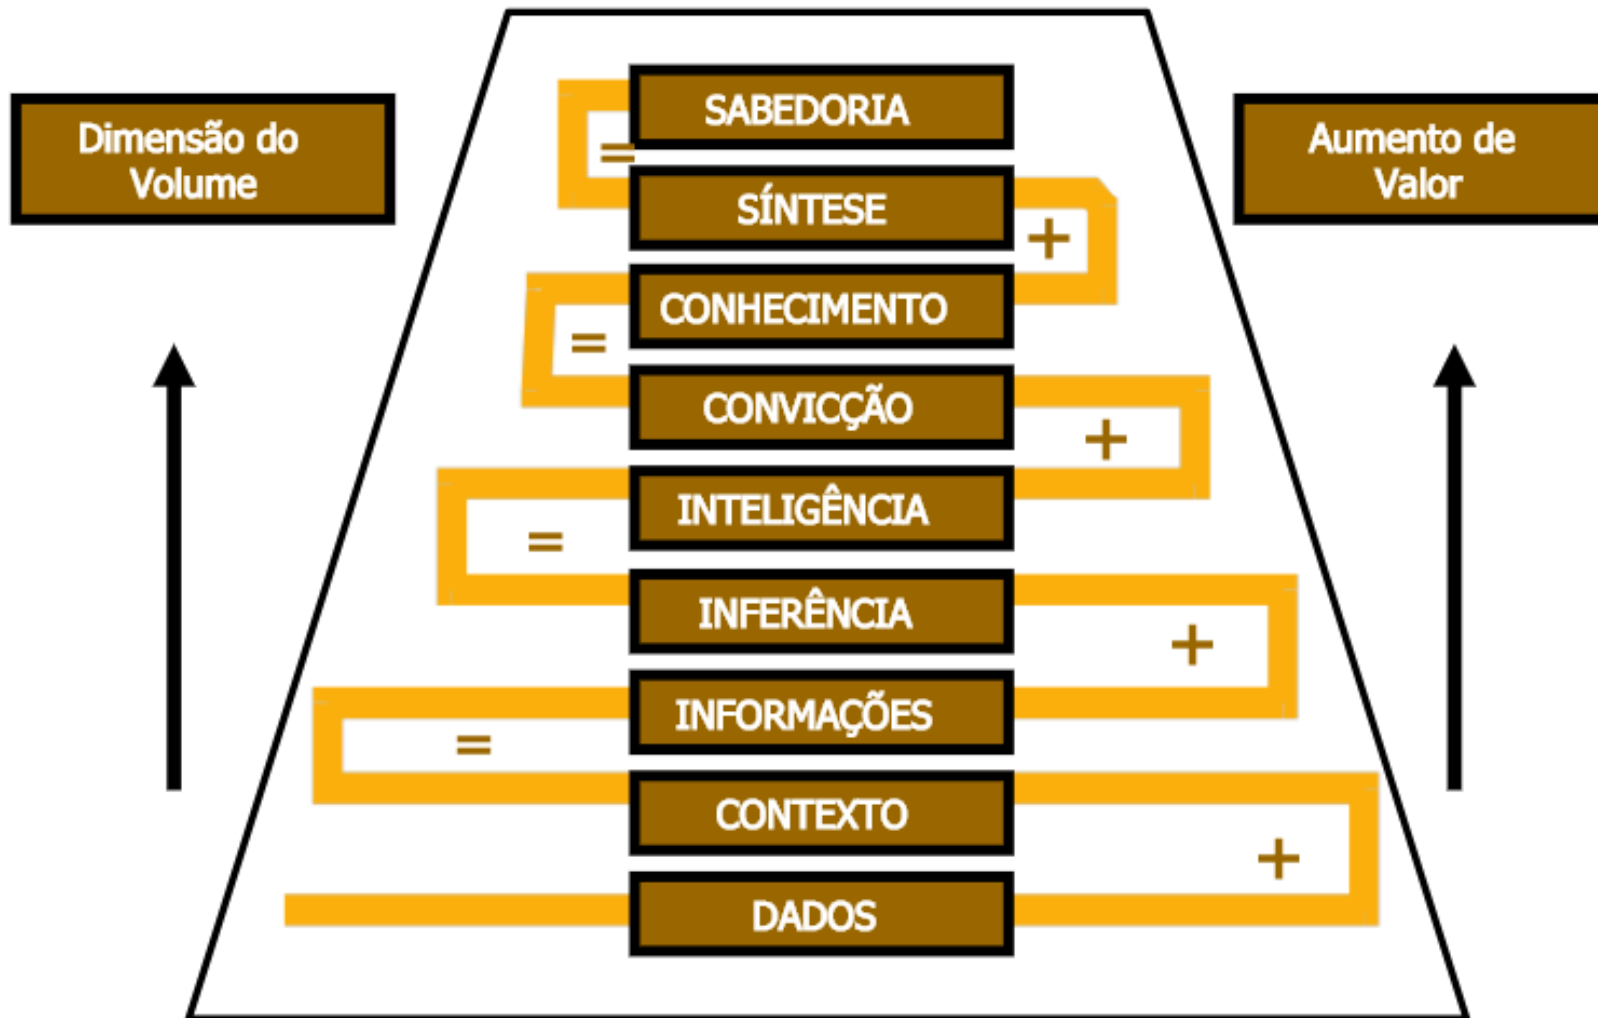 Dimensão do
Volume
Aumento de
Valor
SABEDORIA
=
SÍNTESE
+
CONHECIMENTO
=
CONVICÇÃO
+
INTELIGÊNCIA
=
INFERÊNCIA
+
INFORMAÇÕES
=
CONTEXTO
+
DADOS